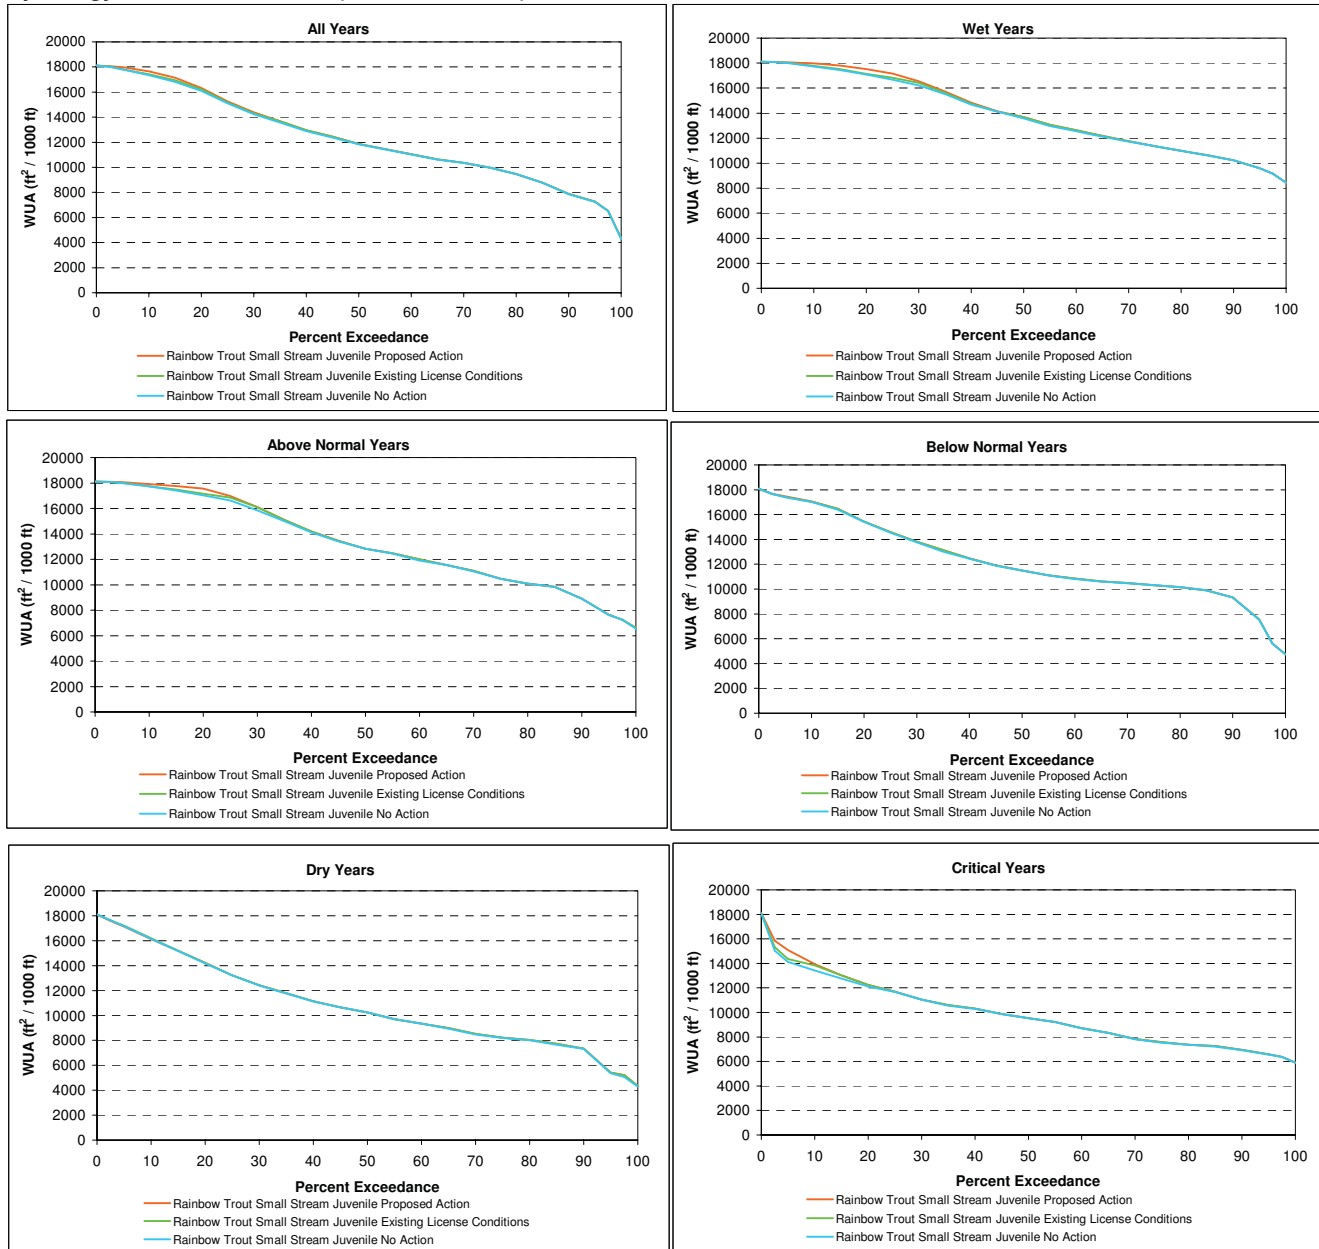 All Years
20000
18000
16000
14000
12000
10000
8000
6000
4000
2000
0
WUA (ft² / 1000 ft)
0 10 20 30 40 50 60 70 80 90 100
Percent Exceedance
Rainbow Trout Small Stream Juvenile Proposed Action
Rainbow Trout Small Stream Juvenile Existing License Conditions
Rainbow Trout Small Stream Juvenile No Action
Wet Years
20000
18000
16000
14000
12000
10000
8000
6000
4000
2000
0
WUA (ft² / 1000 ft)
0 10 20 30 40 50 60 70 80 90 100
Percent Exceedance
Rainbow Trout Small Stream Juvenile Proposed Action
Rainbow Trout Small Stream Juvenile Existing License Conditions
Rainbow Trout Small Stream Juvenile No Action
Above Normal Years
20000
18000
16000
14000
12000
10000
8000
6000
4000
2000
0
WUA (ft² / 1000 ft)
0 10 20 30 40 50 60 70 80 90 100
Percent Exceedance
Rainbow Trout Small Stream Juvenile Proposed Action
Rainbow Trout Small Stream Juvenile Existing License Conditions
Rainbow Trout Small Stream Juvenile No Action
Below Normal Years
20000
18000
16000
14000
12000
10000
8000
6000
4000
2000
0
WUA (ft² / 1000 ft)
0 10 20 30 40 50 60 70 80 90 100
Percent Exceedance
Rainbow Trout Small Stream Juvenile Proposed Action
Rainbow Trout Small Stream Juvenile Existing License Conditions
Rainbow Trout Small Stream Juvenile No Action
Dry Years
20000
18000
16000
14000
12000
10000
8000
6000
4000
2000
0
WUA (ft² / 1000 ft)
0 10 20 30 40 50 60 70 80 90 100
Percent Exceedance
Rainbow Trout Small Stream Juvenile Proposed Action
Rainbow Trout Small Stream Juvenile Existing License Conditions
Rainbow Trout Small Stream Juvenile No Action
Critical Years
20000
18000
16000
14000
12000
10000
8000
6000
4000
2000
0
WUA (ft² / 1000 ft)
0 10 20 30 40 50 60 70 80 90 100
Percent Exceedance
Rainbow Trout Small Stream Juvenile Proposed Action
Rainbow Trout Small Stream Juvenile Existing License Conditions
Rainbow Trout Small Stream Juvenile No Action